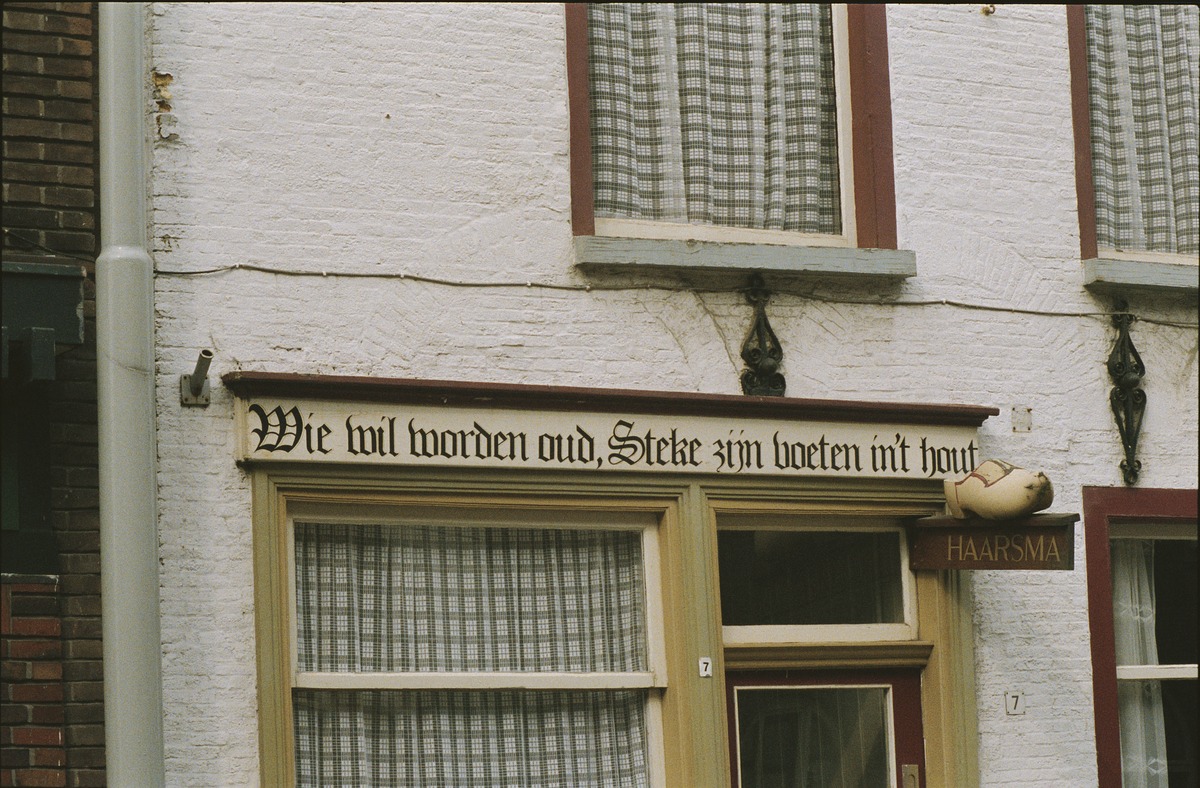 Wie wil worden oud, Steke zijn voeten in't hout
HAARSMA
7
7